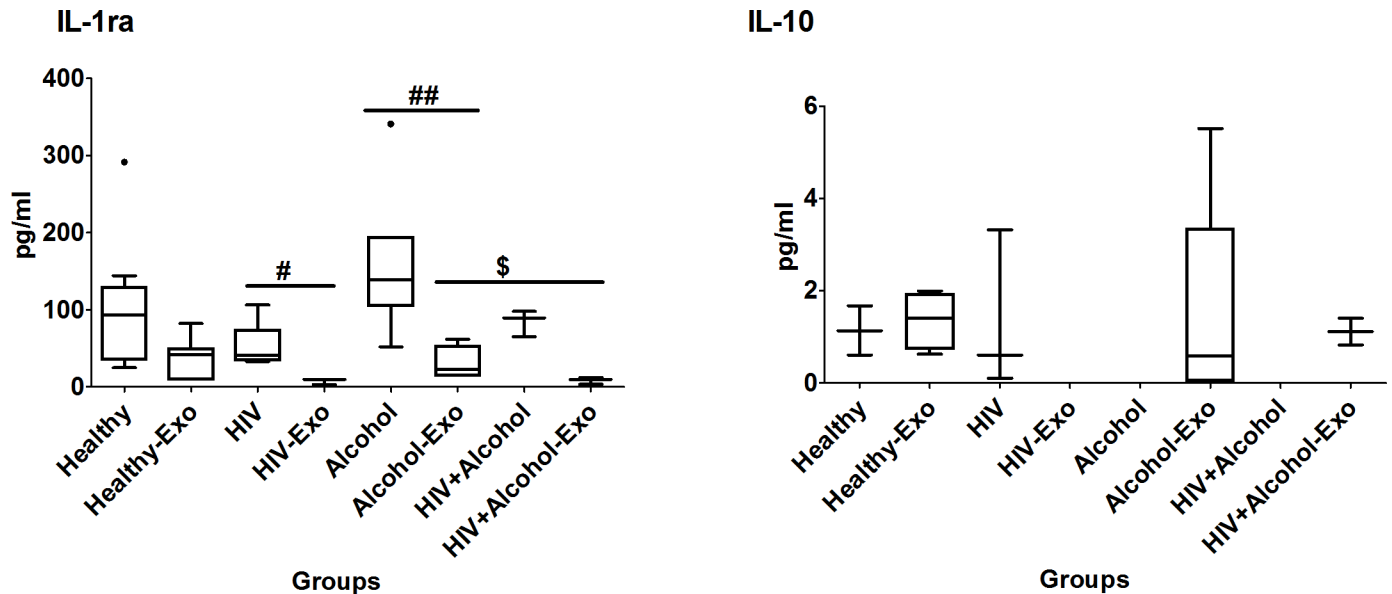 IL-1ra
400
300
200
100
0
pg/ml
##
#
$
Healthy
Healthy-Exo
HIV
HIV-Exo
Alcohol
Alcohol-Exo
HIV+Alcohol
HIV+Alcohol-Exo
Groups
IL-10
6
4
2
0
pg/ml
Healthy
Healthy-Exo
HIV
HIV-Exo
Alcohol
Alcohol-Exo
HIV+Alcohol
HIV+Alcohol-Exo
Groups